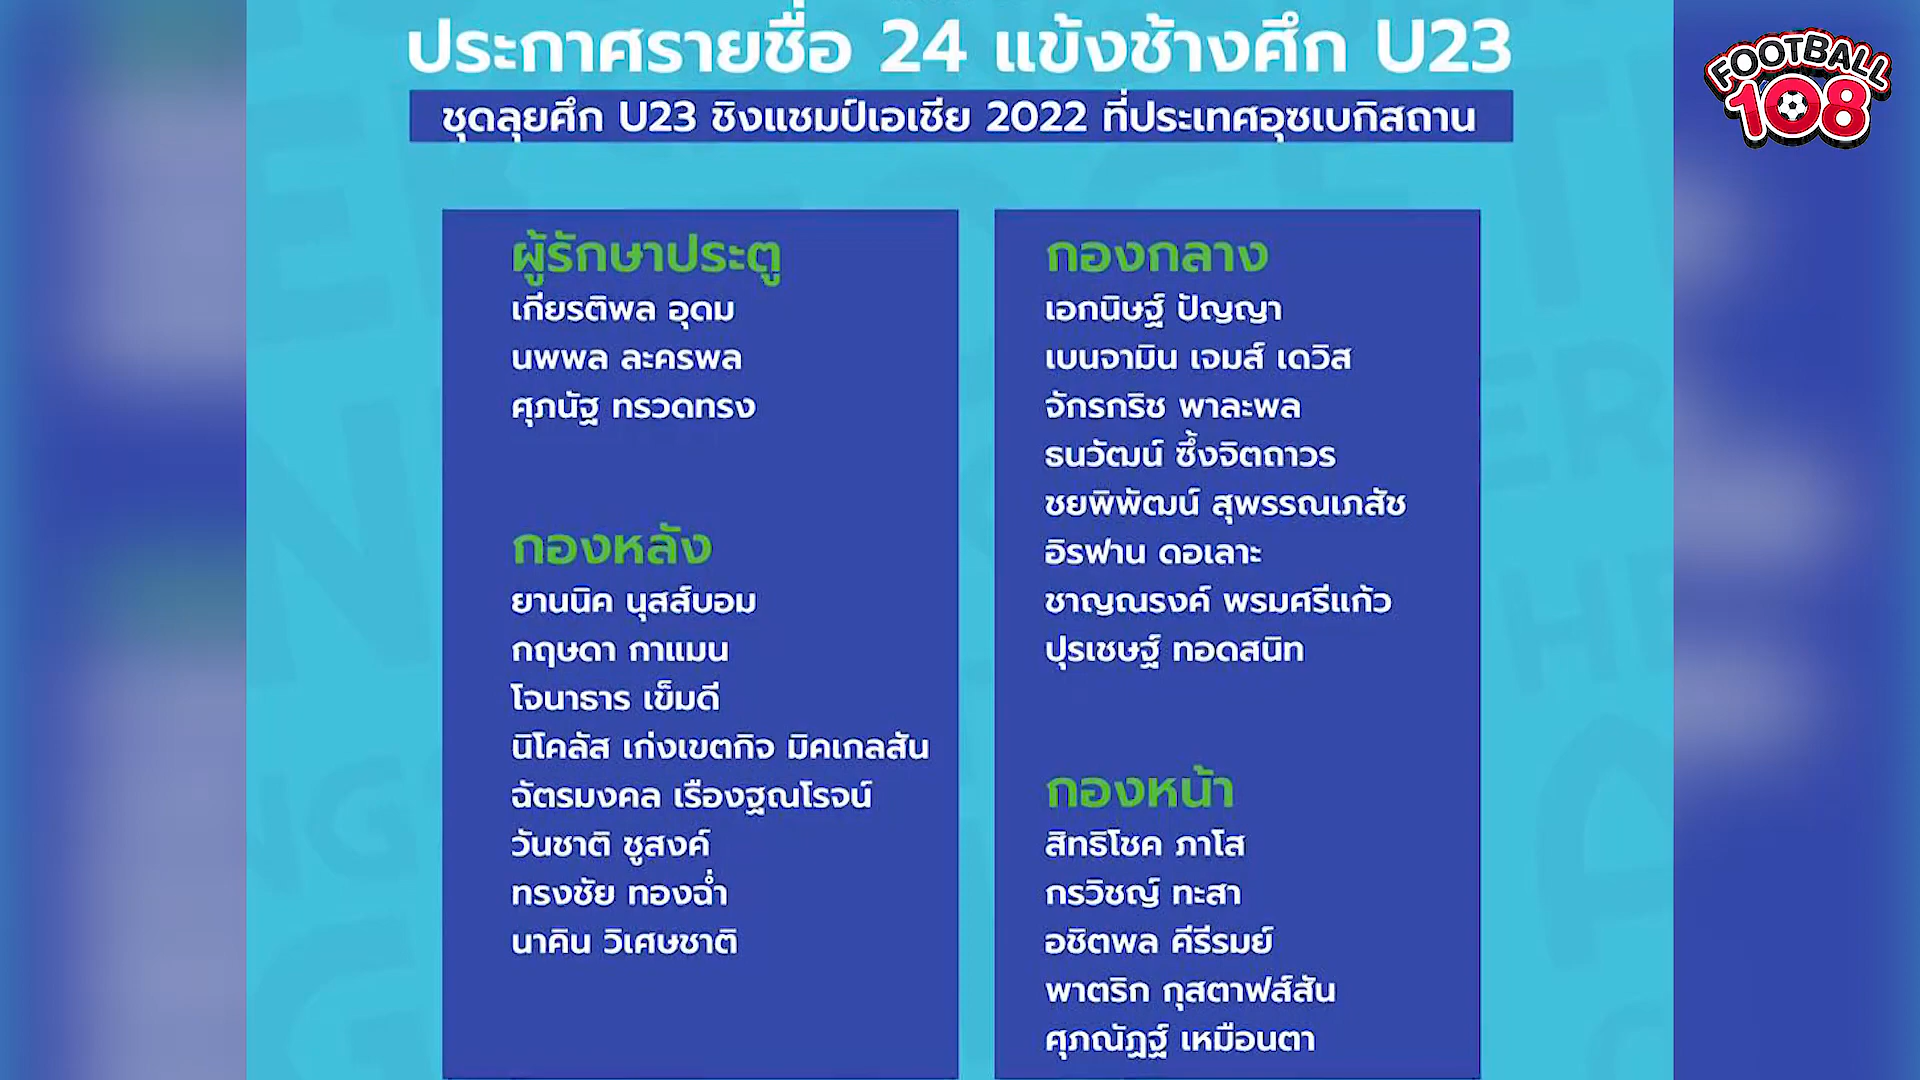 ประกาศรายชื่อ 24 แข้งช้างศึก U23
ชุดลุยศึก U23 ชิงแชมป์เอเชีย 2022 ที่ประเทศอุซเบกิสถาน
FOOTBALL
108
ผู้รักษาประตู
เกียรติพล อุดม
นพพล ละครพล
ศุภนัฐ ทรวดทรง
กองหลัง
ยานนิค นุสส์บอม
กฤษดา กาแมน
โจนาธาร เข็มดี
นิโคลัส เก่งเขตกิจ มิคเกลสัน
ฉัตรมงคล เรืองฐณโรจน์
วันชาติ ชูสงค์
ทรงชัย ทองฉ่ำ
นาคิน วิเศษชาติ
กองกลาง
เอกนิษฐ์ ปัญญา
เบนจามิน เจมส์ เดวิส
จักรกริช พาละพล
ธนวัฒน์ ซึ้งจิตถาวร
ชยพิพัฒน์ สุพรรณเภสัช
อิรฟาน ดอเลาะ
ชาญณรงค์ พรมศรีแก้ว
ปุรเชษฐ์ ทอดสนิท
กองหน้า
สิทธิโชค ภาโส
กรวิชญ์ ทะสา
อชิตพล คีรีรมย์
พาตริก กุสตาฟส์สัน
ศุภณัฏฐ์ เหมือนตา